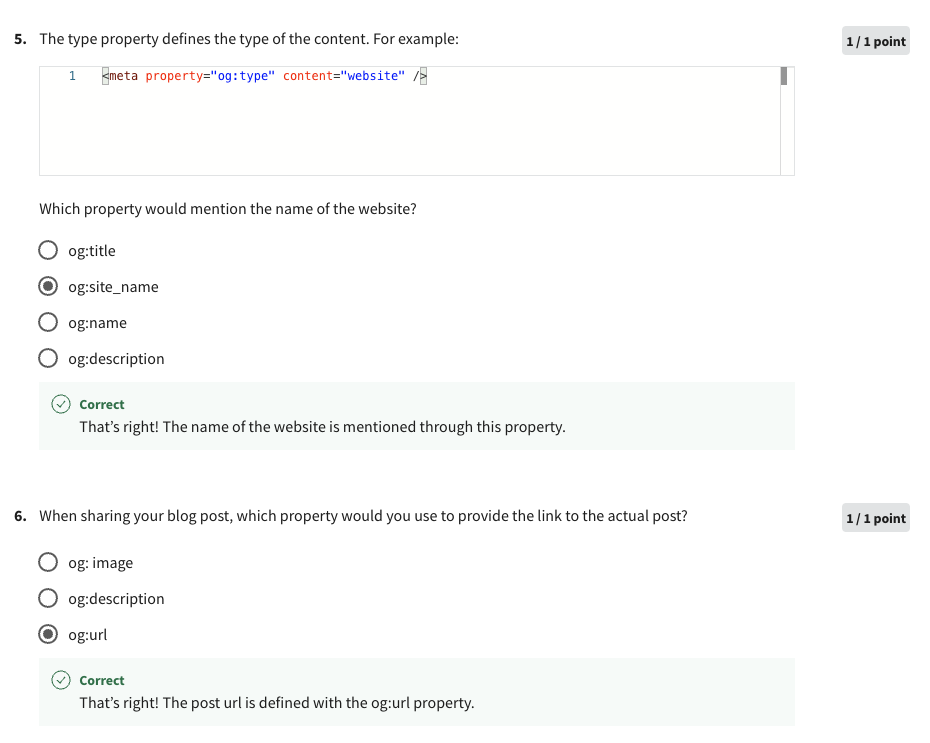 5. The type property defines the type of the content. For example:
1 / 1 point
1 <meta property="og:type" content="website" />
Which property would mention the name of the website?
og:title
og:site_name
og:name
og:description
Correct
That’s right! The name of the website is mentioned through this property.
6. When sharing your blog post, which property would you use to provide the link to the actual post?
1 / 1 point
og: image
og:description
og:url
Correct
That’s right! The post url is defined with the og:url property.